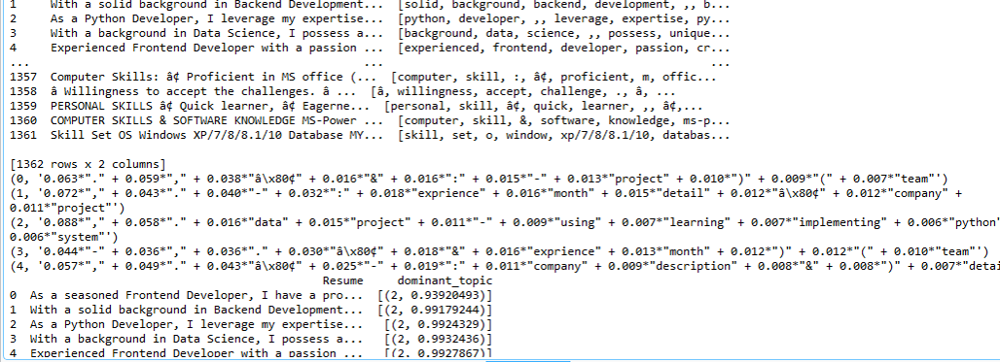 1     With a solid background in Backend Development...  [solid, background, backend, development, ,, b...
2     As a Python Developer, I leverage my expertise...  [python, developer, ,, leverage, expertise, py...
3     With a background in Data Science, I possess a...  [background, data, science, ,, possess, unique...
4     Experienced Frontend Developer with a passion ...  [experienced, frontend, developer, passion, cr...
...                                                 ...                                                ...
1357  Computer Skills: â¢ Proficient in MS office (...  [computer, skill, :, â¢, proficient, m, offic...
1358  â Willingness to accept the challenges. â ...  [â, willingness, accept, challenge, ., â, ...
1359  PERSONAL SKILLS â¢ Quick learner, â¢ Eagerne...  [personal, skill, â¢, quick, learner, ,, â¢,...
1360  COMPUTER SKILLS & SOFTWARE KNOWLEDGE MS-Power ...  [computer, skill, &, software, knowledge, ms-p...
1361  Skill Set OS Windows XP/7/8/8.1/10 Database MY...  [skill, set, o, window, xp/7/8/8.1/10, databas...
[1362 rows x 2 columns]
(0, '0.063*"." + 0.059*"," + 0.038*"â\x80¢" + 0.016*"&" + 0.016*":" + 0.015*"-" + 0.013*"project" + 0.010*")" + 0.009*"(" + 0.007*"team"')
(1, '0.072*"," + 0.043*"." + 0.040*"-" + 0.032*":" + 0.018*"exprience" + 0.016*"month" + 0.015*"detail" + 0.012*"â\x80¢" + 0.012*"company" +
0.011*"project"')
(2, '0.088*"," + 0.058*"." + 0.016*"data" + 0.015*"project" + 0.011*"-" + 0.009*"using" + 0.007*"learning" + 0.007*"implementing" + 0.006*"python"
0.006*"system"')
(3, '0.044*"-" + 0.036*"," + 0.036*"." + 0.030*"â\x80¢" + 0.018*"&" + 0.016*"exprience" + 0.013*"month" + 0.012*")" + 0.012*"(" + 0.010*"team"')
(4, '0.057*"," + 0.049*"." + 0.043*"â\x80¢" + 0.025*"-" + 0.019*":" + 0.011*"company" + 0.009*"description" + 0.008*"&" + 0.008*")" + 0.007*"detai
Resume    dominant_topic
0  As a seasoned Frontend Developer, I have a pro...  [(2, 0.93920493)]
1  With a solid background in Backend Development...  [(2, 0.99179244)]
2  As a Python Developer, I leverage my expertise...  [(2, 0.9924329)]
3  With a background in Data Science, I possess a...  [(2, 0.9932436)]
4  Experienced Frontend Developer with a passion ...  [(2, 0.9927867)]